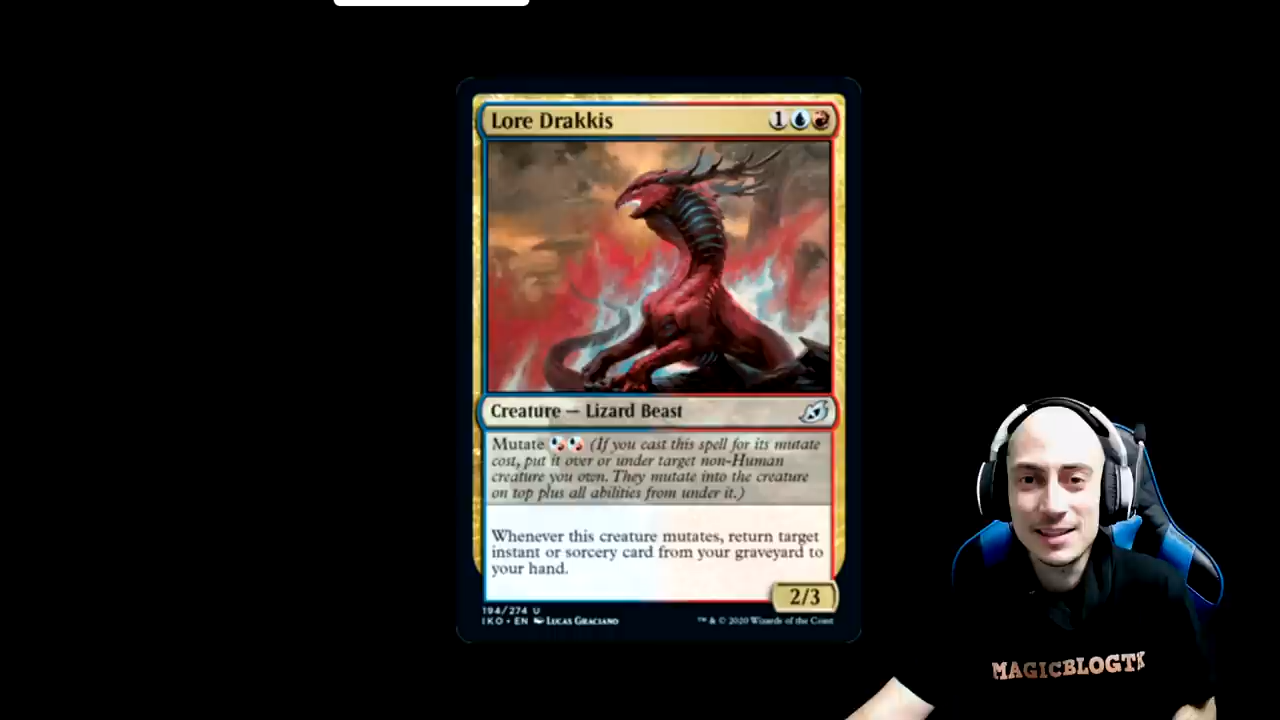 Lore Drakkis
1
Creature — Lizard Beast
Mutate (If you cast this spell for its mutate
cost, put it over or under target non-Human
creature you own. They mutate into the creature
on top plus all abilities from under it.)
Whenever this creature mutates, return target
instant or sorcery card from your graveyard to
your hand.
2/3
194/274 U
IKO • EN Lucas Graciano
™ & © 2020 Wizards of the Coast
MAGICBLOGTK